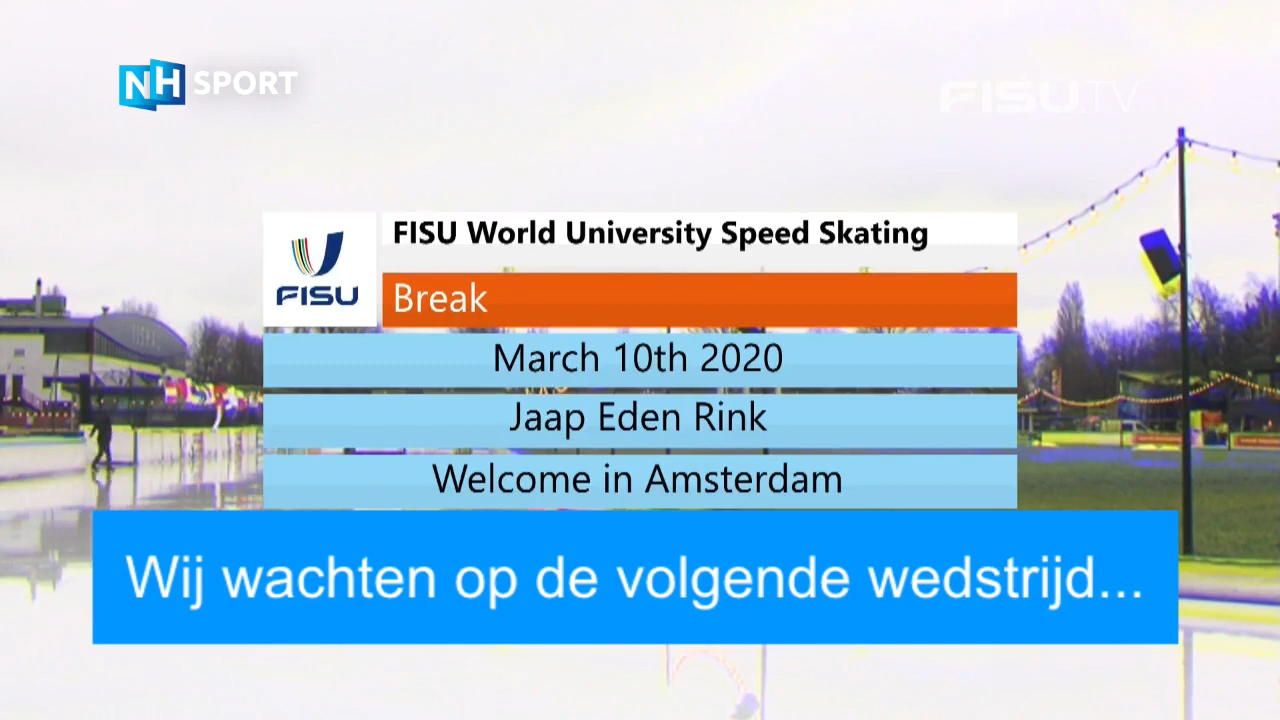 NH SPORT
FISU.TV
FISU World University Speed Skating
FISU
Break
March 10th 2020
Jaap Eden Rink
Welcome in Amsterdam
Wij wachten op de volgende wedstrijd...